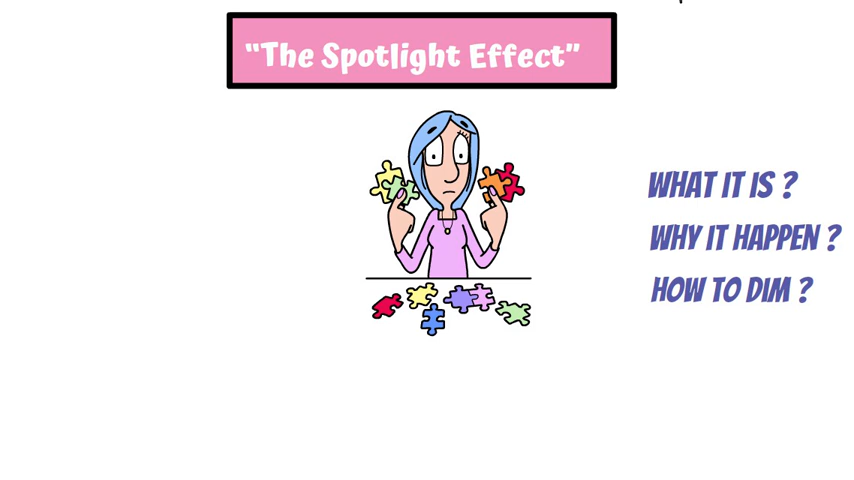 "The Spotlight Effect"
WHAT IT IS ?
WHY IT HAPPEN ?
HOW TO DIM ?